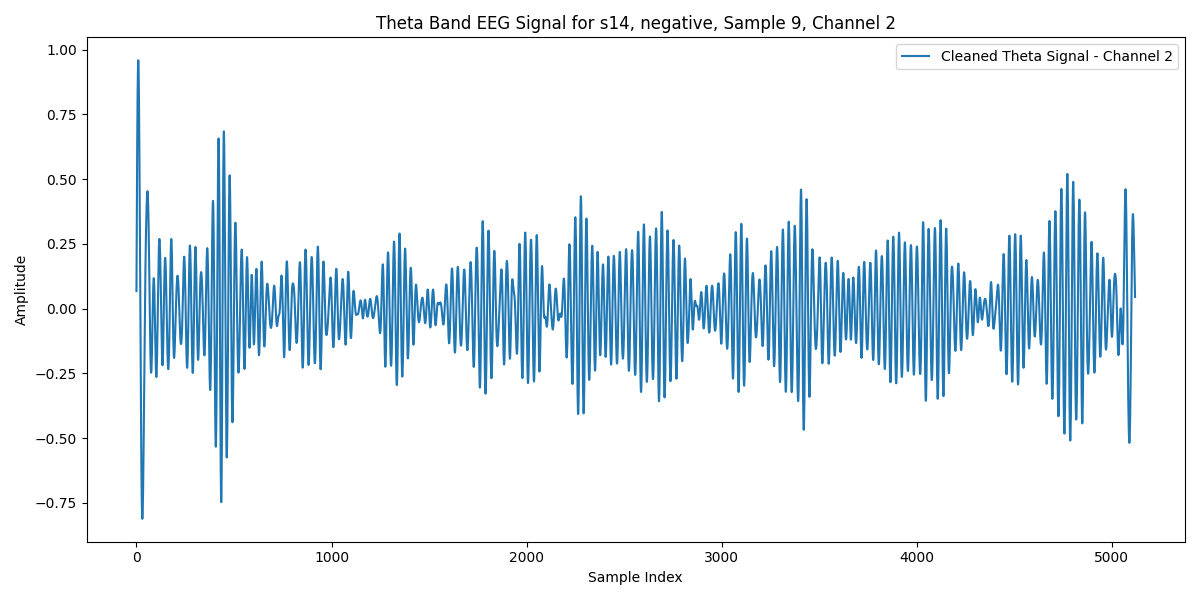 Theta Band EEG Signal for s14, negative, Sample 9, Channel 2
Cleaned Theta Signal - Channel 2
Amplitude
1.00
0.75
0.50
0.25
0.00
−0.25
−0.50
−0.75
0 1000 2000 3000 4000 5000
Sample Index